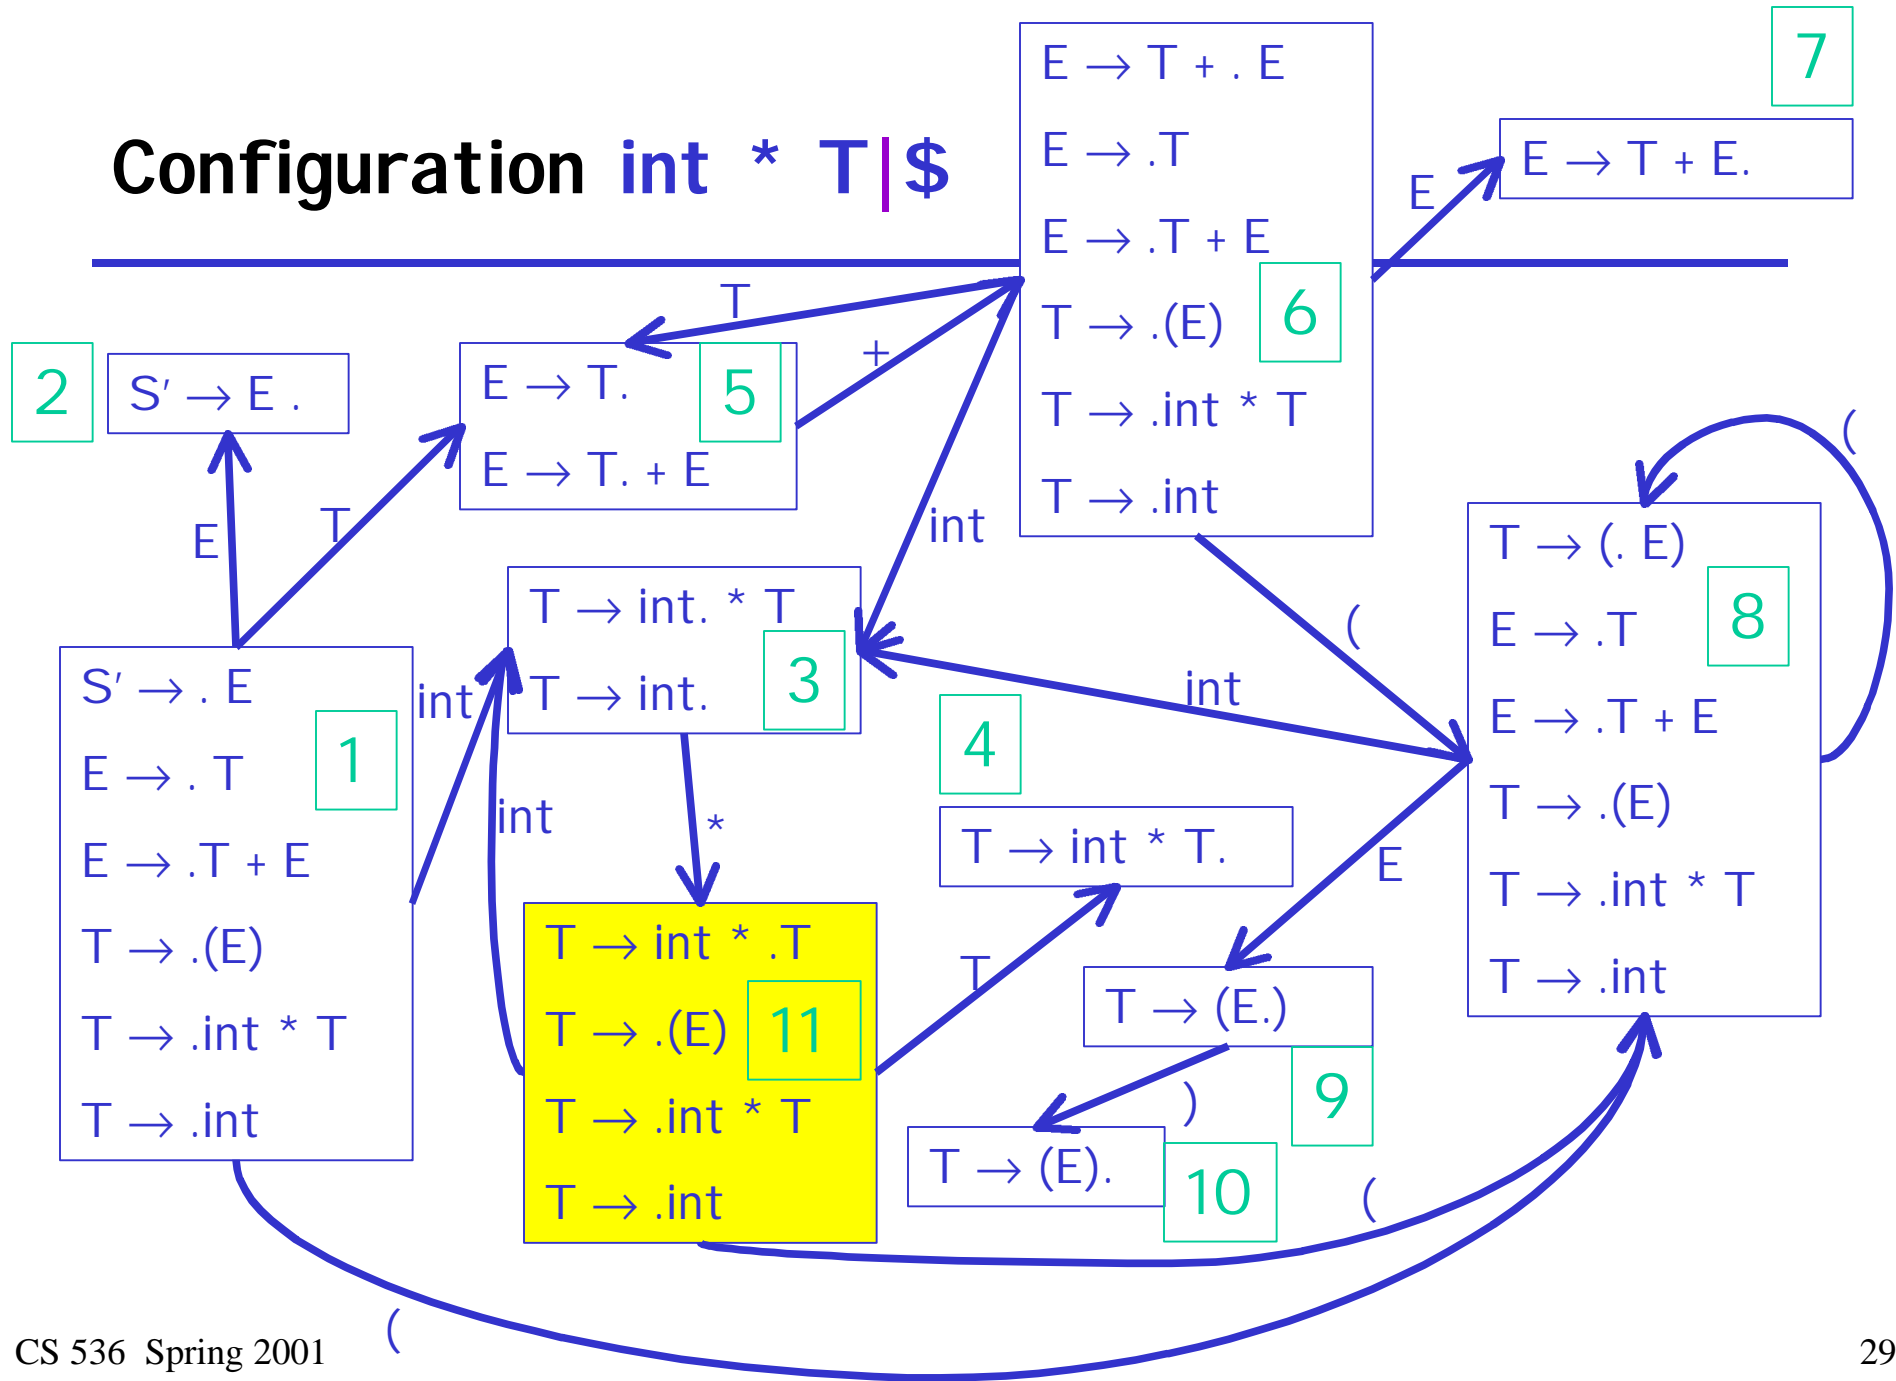 Configuration int * T|$
E → T + . E
E → .T
E → .T + E
T → .(E)
T → .int * T
T → .int
6
7
E → T + E.
E
T
+
int
(
2
S' → E .
E → T.
E → T. + E
5
E
T
T → int. * T
T → int.
3
int
int
*
S' → . E
E → . T
E → .T + E
T → .(E)
T → .int * T
T → .int
1
int
4
T → int * T.
T
T → (. E)
E → .T
E → .T + E
T → .(E)
T → .int * T
T → .int
8
(
E
T → int * .T
T → .(E)
T → .int * T
T → .int
11
T → (E.)
9
)
T → (E).
10
(
(
CS 536 Spring 2001
29